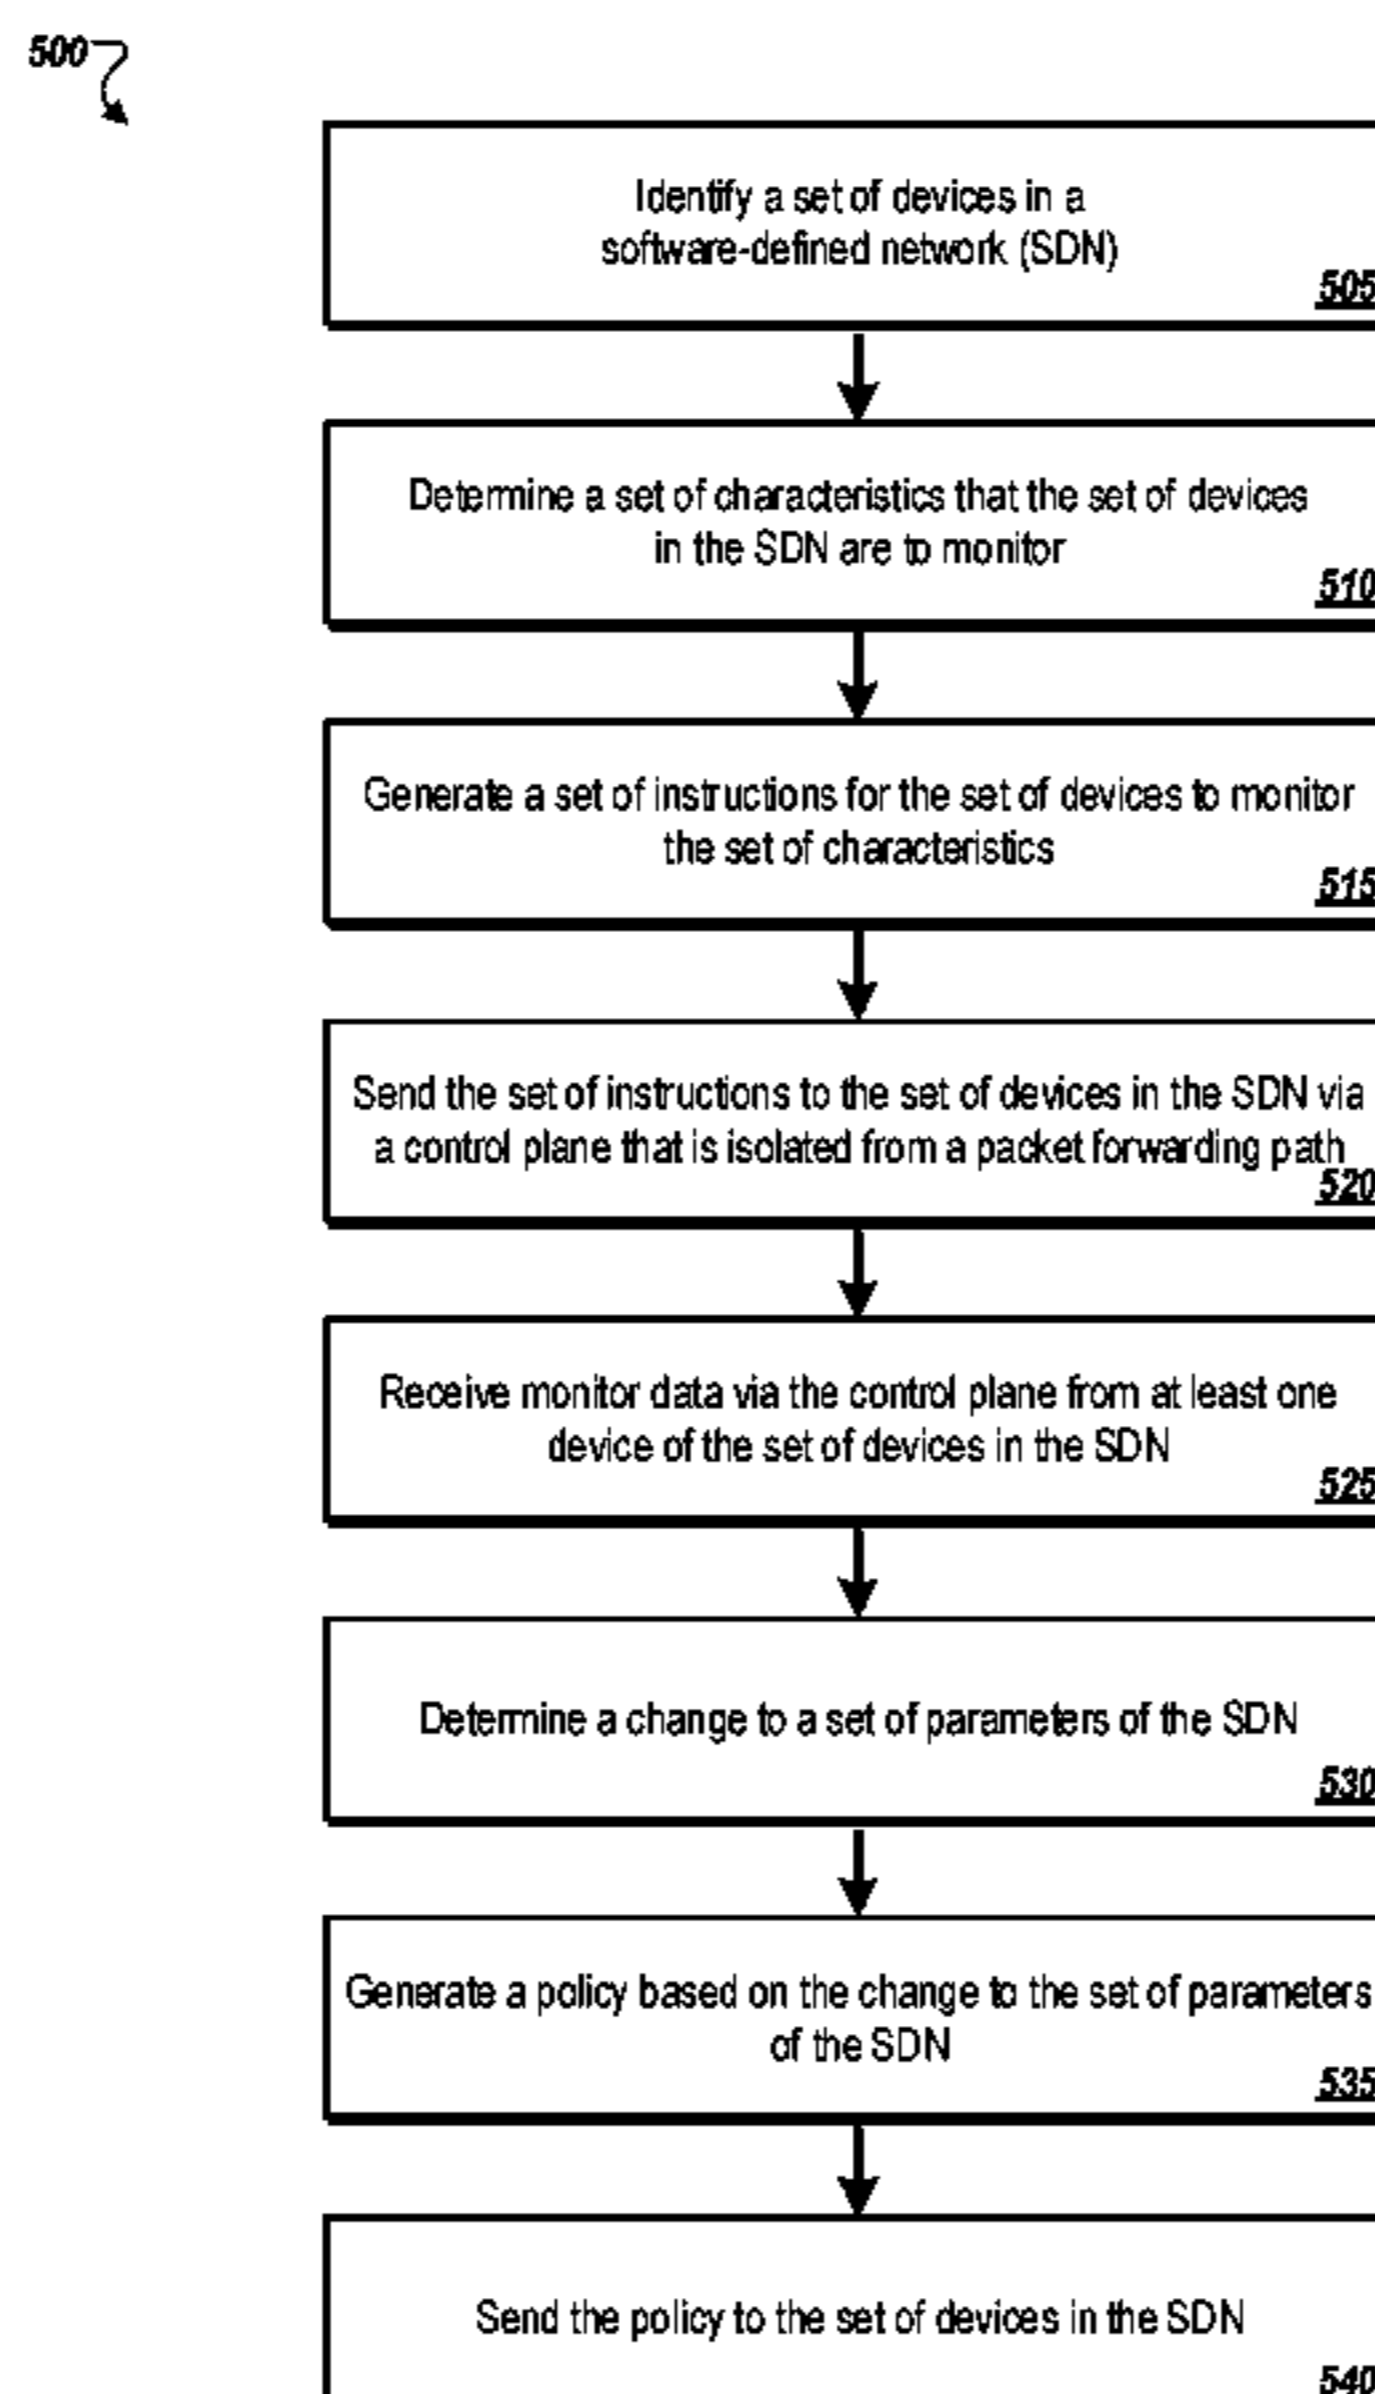 500
Identify a set of devices in a
software-defined network (SDN)
505
Determine a set of characteristics that the set of devices
in the SDN are to monitor
510
Generate a set of instructions for the set of devices to monitor
the set of characteristics
515
Send the set of instructions to the set of devices in the SDN via
a control plane that is isolated from a packet forwarding path
520
Receive monitor data via the control plane from at least one
device of the set of devices in the SDN
525
Determine a change to a set of parameters of the SDN
530
Generate a policy based on the change to the set of parameters
of the SDN
535
Send the policy to the set of devices in the SDN
540